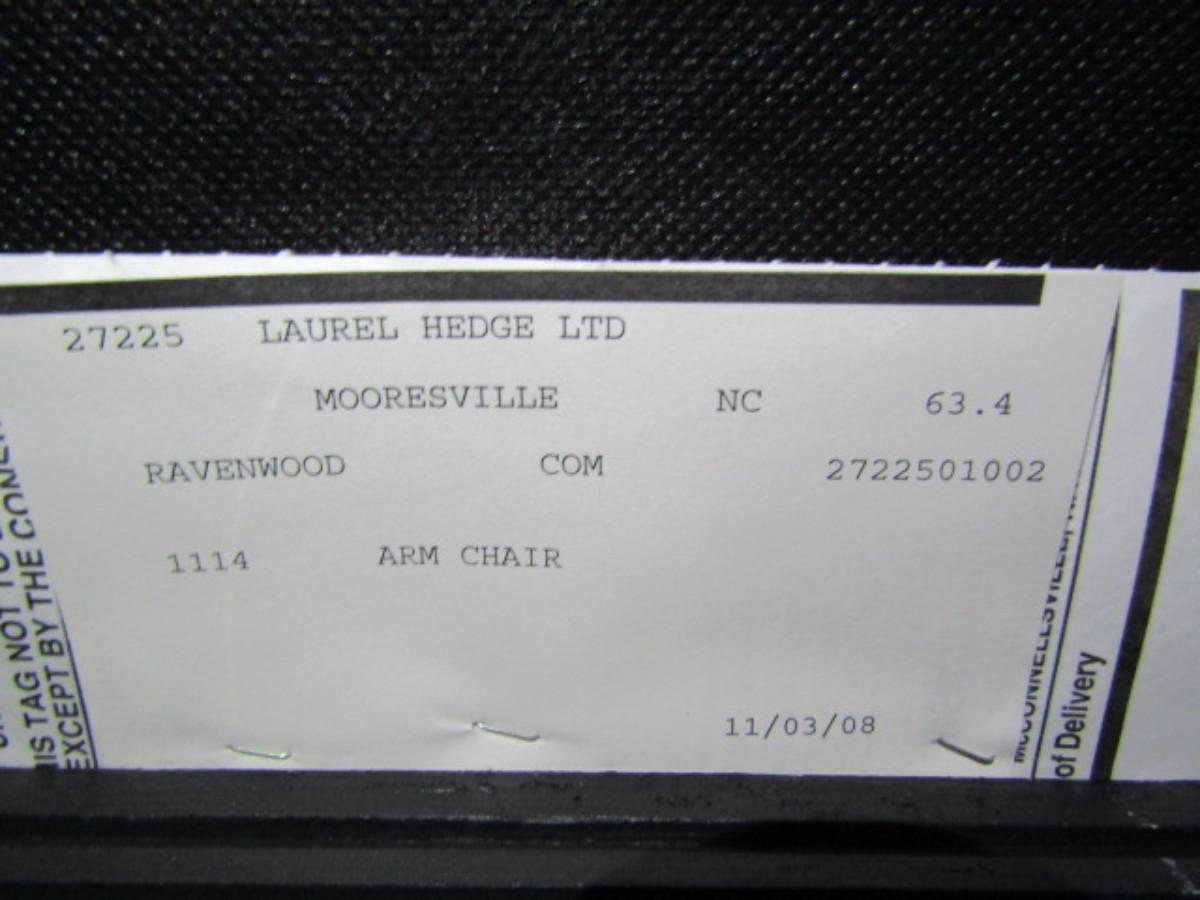 27225 LAUREL HEDGE LTD
MOORESVILLE NC 63.4
RAVENWOOD COM 2722501002
1114 ARM CHAIR
11/03/08
IS TAG NOT TO
EXCEPT BY THE
of Delivery